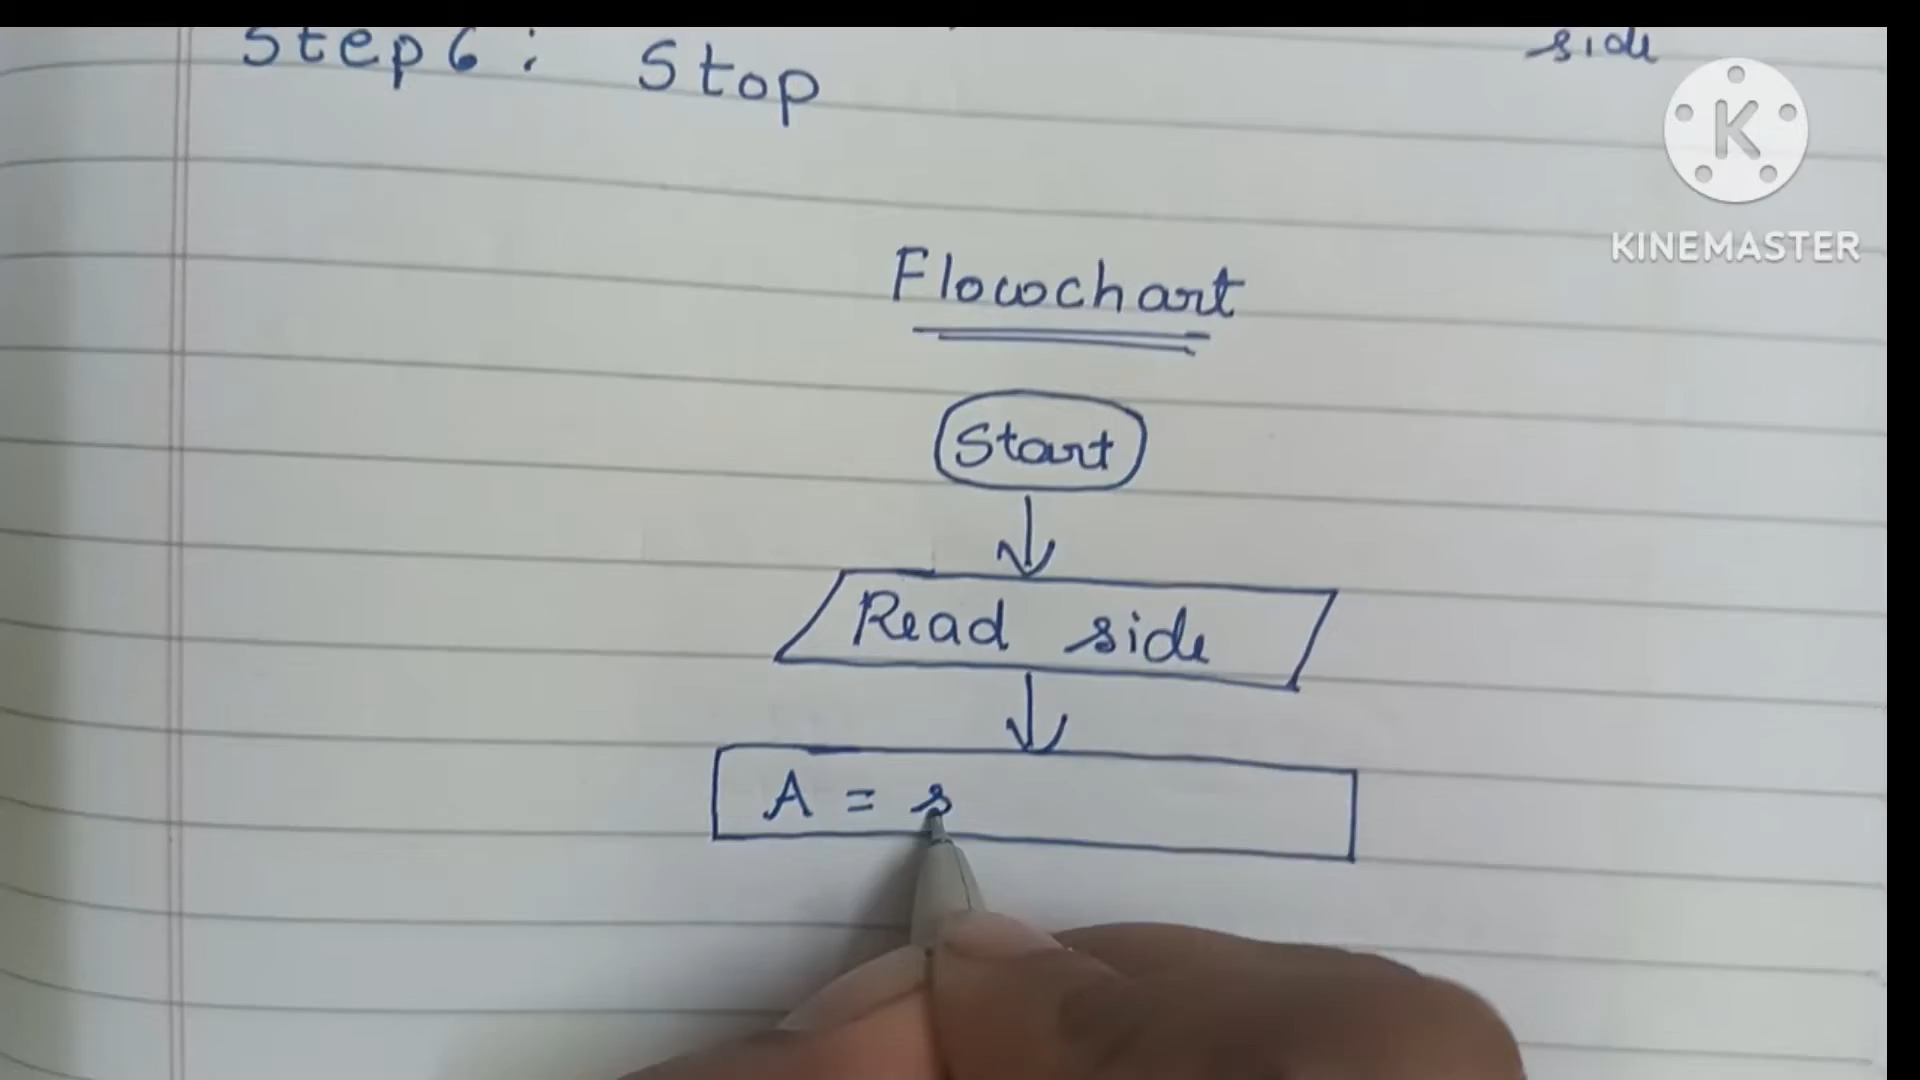 side
Step 6 : Stop
K
KINEMASTER
Flowchart
Start
Read side
A = s